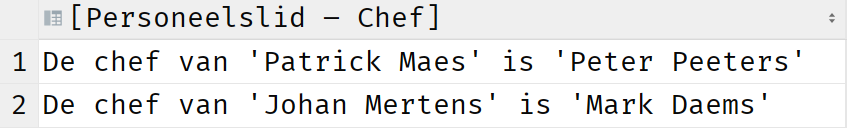 [Personeelslid – Chef]
1 De chef van 'Patrick Maes' is 'Peter Peeters'
2 De chef van 'Johan Mertens' is 'Mark Daems'